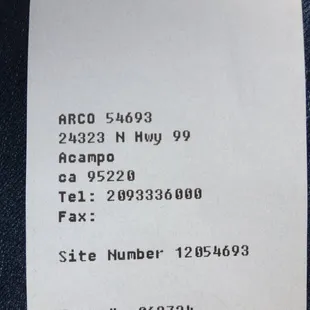 ARCO 54693
24323 N Hwy 99
Acampo
ca 95220
Tel: 2093336000
Fax:
Site Number 12054693